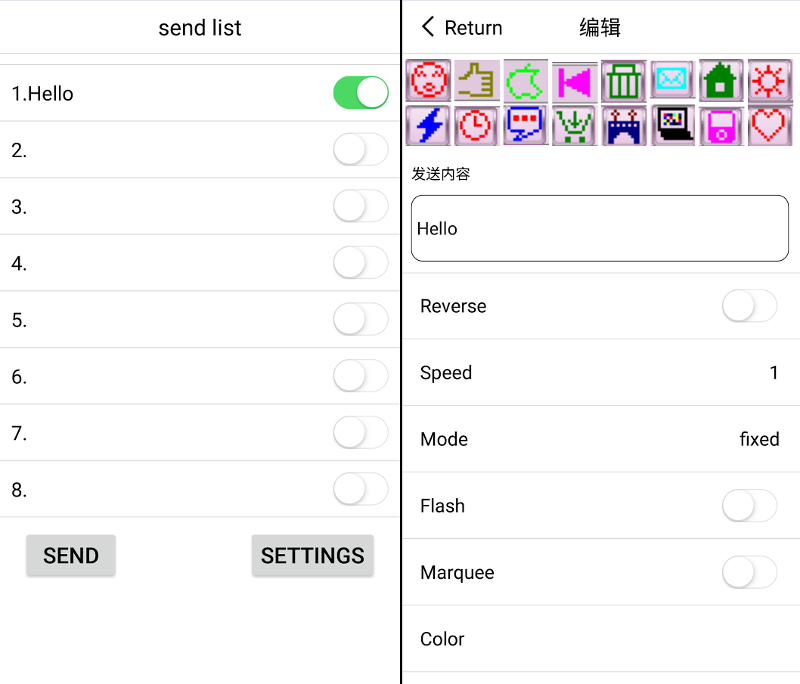 send list
1.Hello
2.
3.
4.
5.
6.
7.
8.
SEND
SETTINGS
Return
编辑
发送内容
Hello
Reverse
Speed
1
Mode
fixed
Flash
Marquee
Color